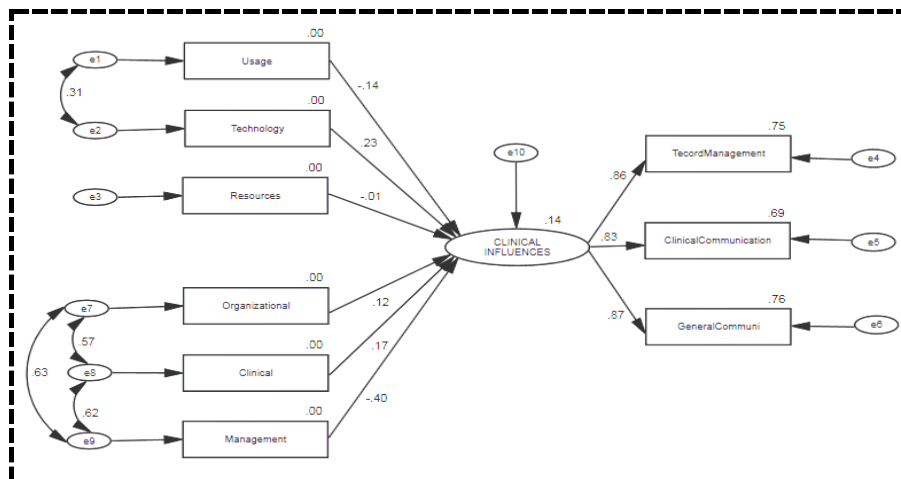 .00
e1
Usage
-.14
.31
.00
e2
Technology
.23
.00
e3
Resources
-.01
e10
.14
CLINICAL
INFLUENCES
.75
TecordManagement
e4
.86
.69
.83
ClinicalCommunication
e5
.76
.87
GeneralCommuni
e6
.00
e7
Organizational
.12
.57
.00
.63
e8
Clinical
.17
.62
.00
e9
Management
-.40